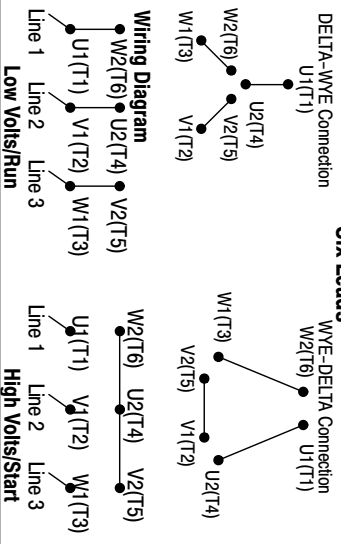 DELTA-WYE Connection
U1(T1)
W2(T6)
U2(T4)
W1(T3)
V2(T5)
V1(T2)
WYE-DELTA Connection
W2(T6)
U1(T1)
W1(T3)
V2(T5)
V1(T2)
U2(T4)
Wiring Diagram
W2(T6) U2(T4) V2(T5)
U1(T1) V1(T2) W1(T3)
Line 1 Line 2 Line 3
Low Volts/Run
W2(T6) U2(T4) V2(T5)
U1(T1) V1(T2) W1(T3)
Line 1 Line 2 Line 3
High Volts/Start